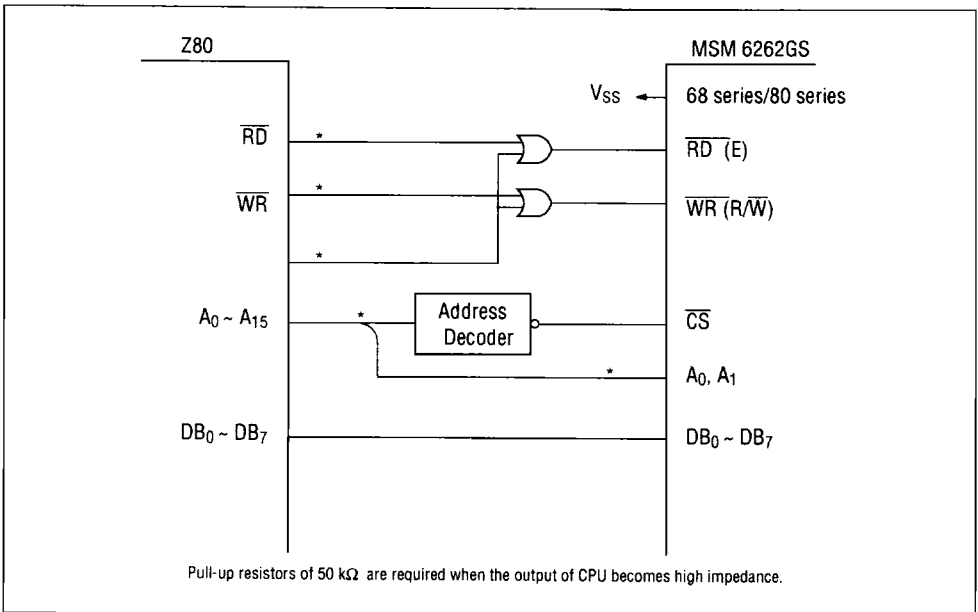 Z80
MSM 6262GS
VSS
68 series/80 series
RD
*
RD (E)
WR
*
WR (R/W)
*
A0 ~ A15
*
Address
Decoder
CS
*
A0, A1
DB0 ~ DB7
DB0 ~ DB7
Pull-up resistors of 50 kΩ are required when the output of CPU becomes high impedance.